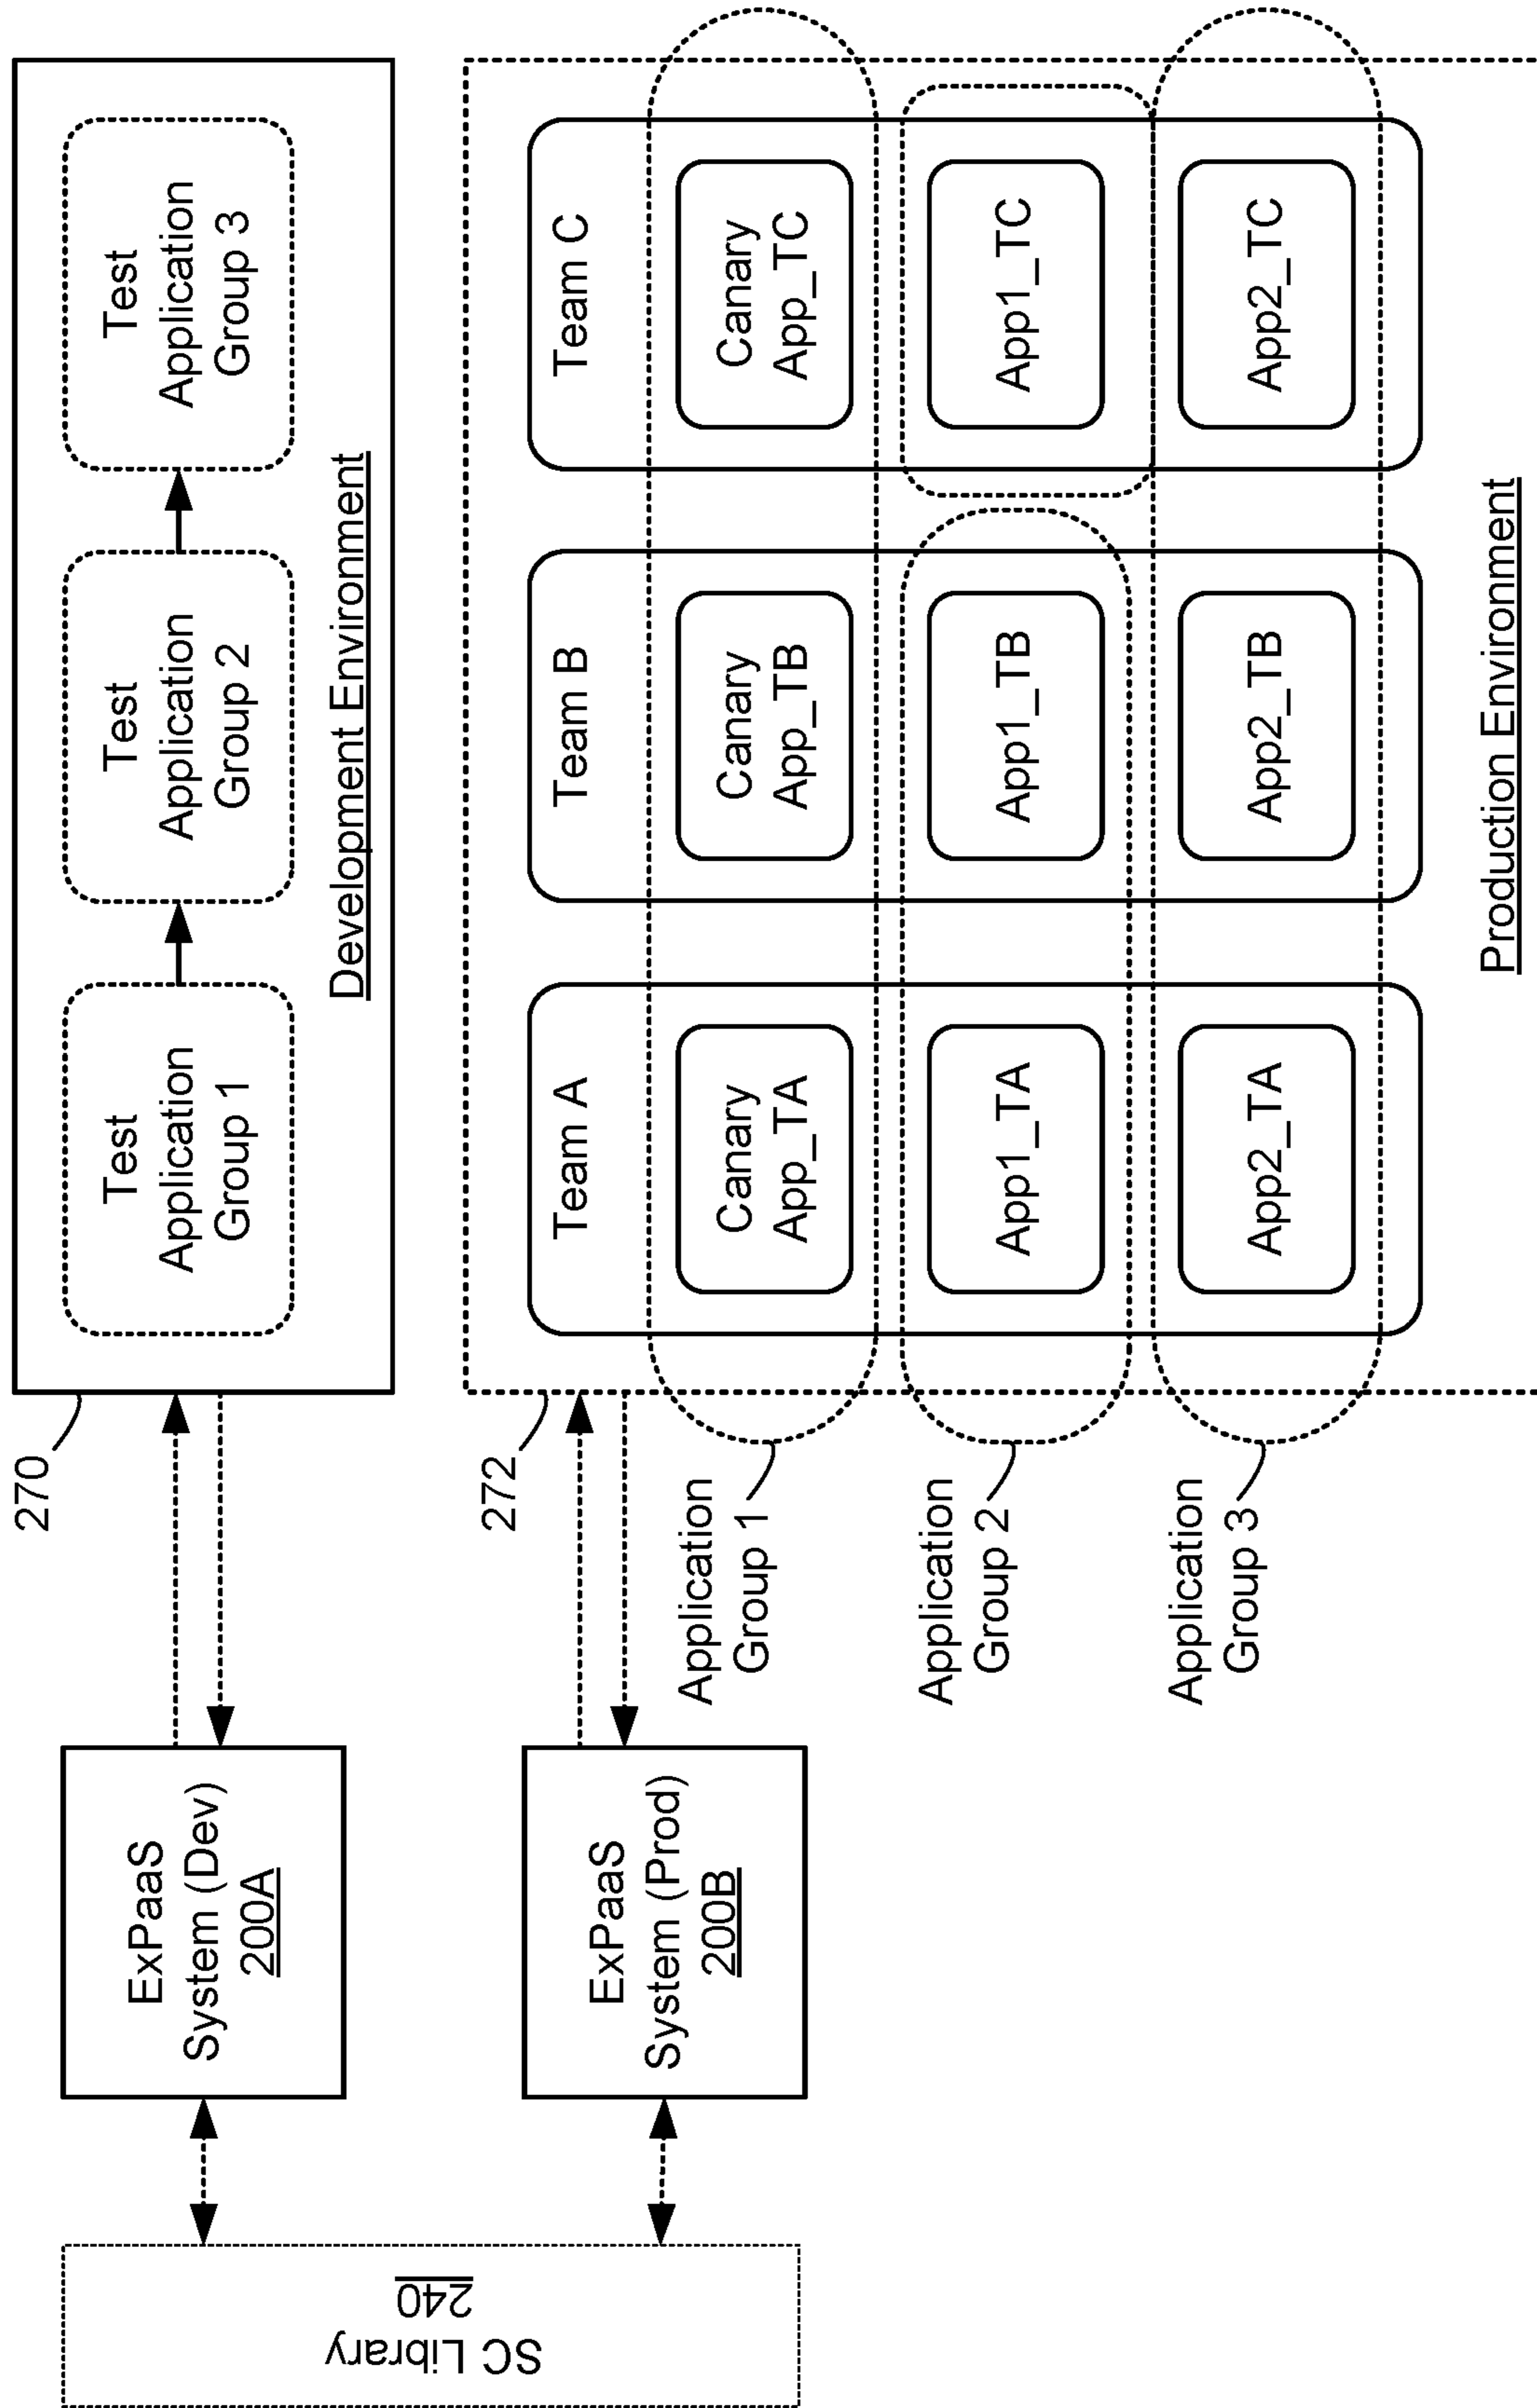 SC Library
240
ExPaaS
System (Dev)
200A
ExPaaS
System (Prod)
200B
270
Test
Application
Group 1
Test
Application
Group 2
Test
Application
Group 3
Development Environment
272
Application
Group 1
Application
Group 2
Application
Group 3
Team A
Canary
App_TA
App1_TA
App2_TA
Team B
Canary
App_TB
App1_TB
App2_TB
Team C
Canary
App_TC
App1_TC
App2_TC
Production Environment